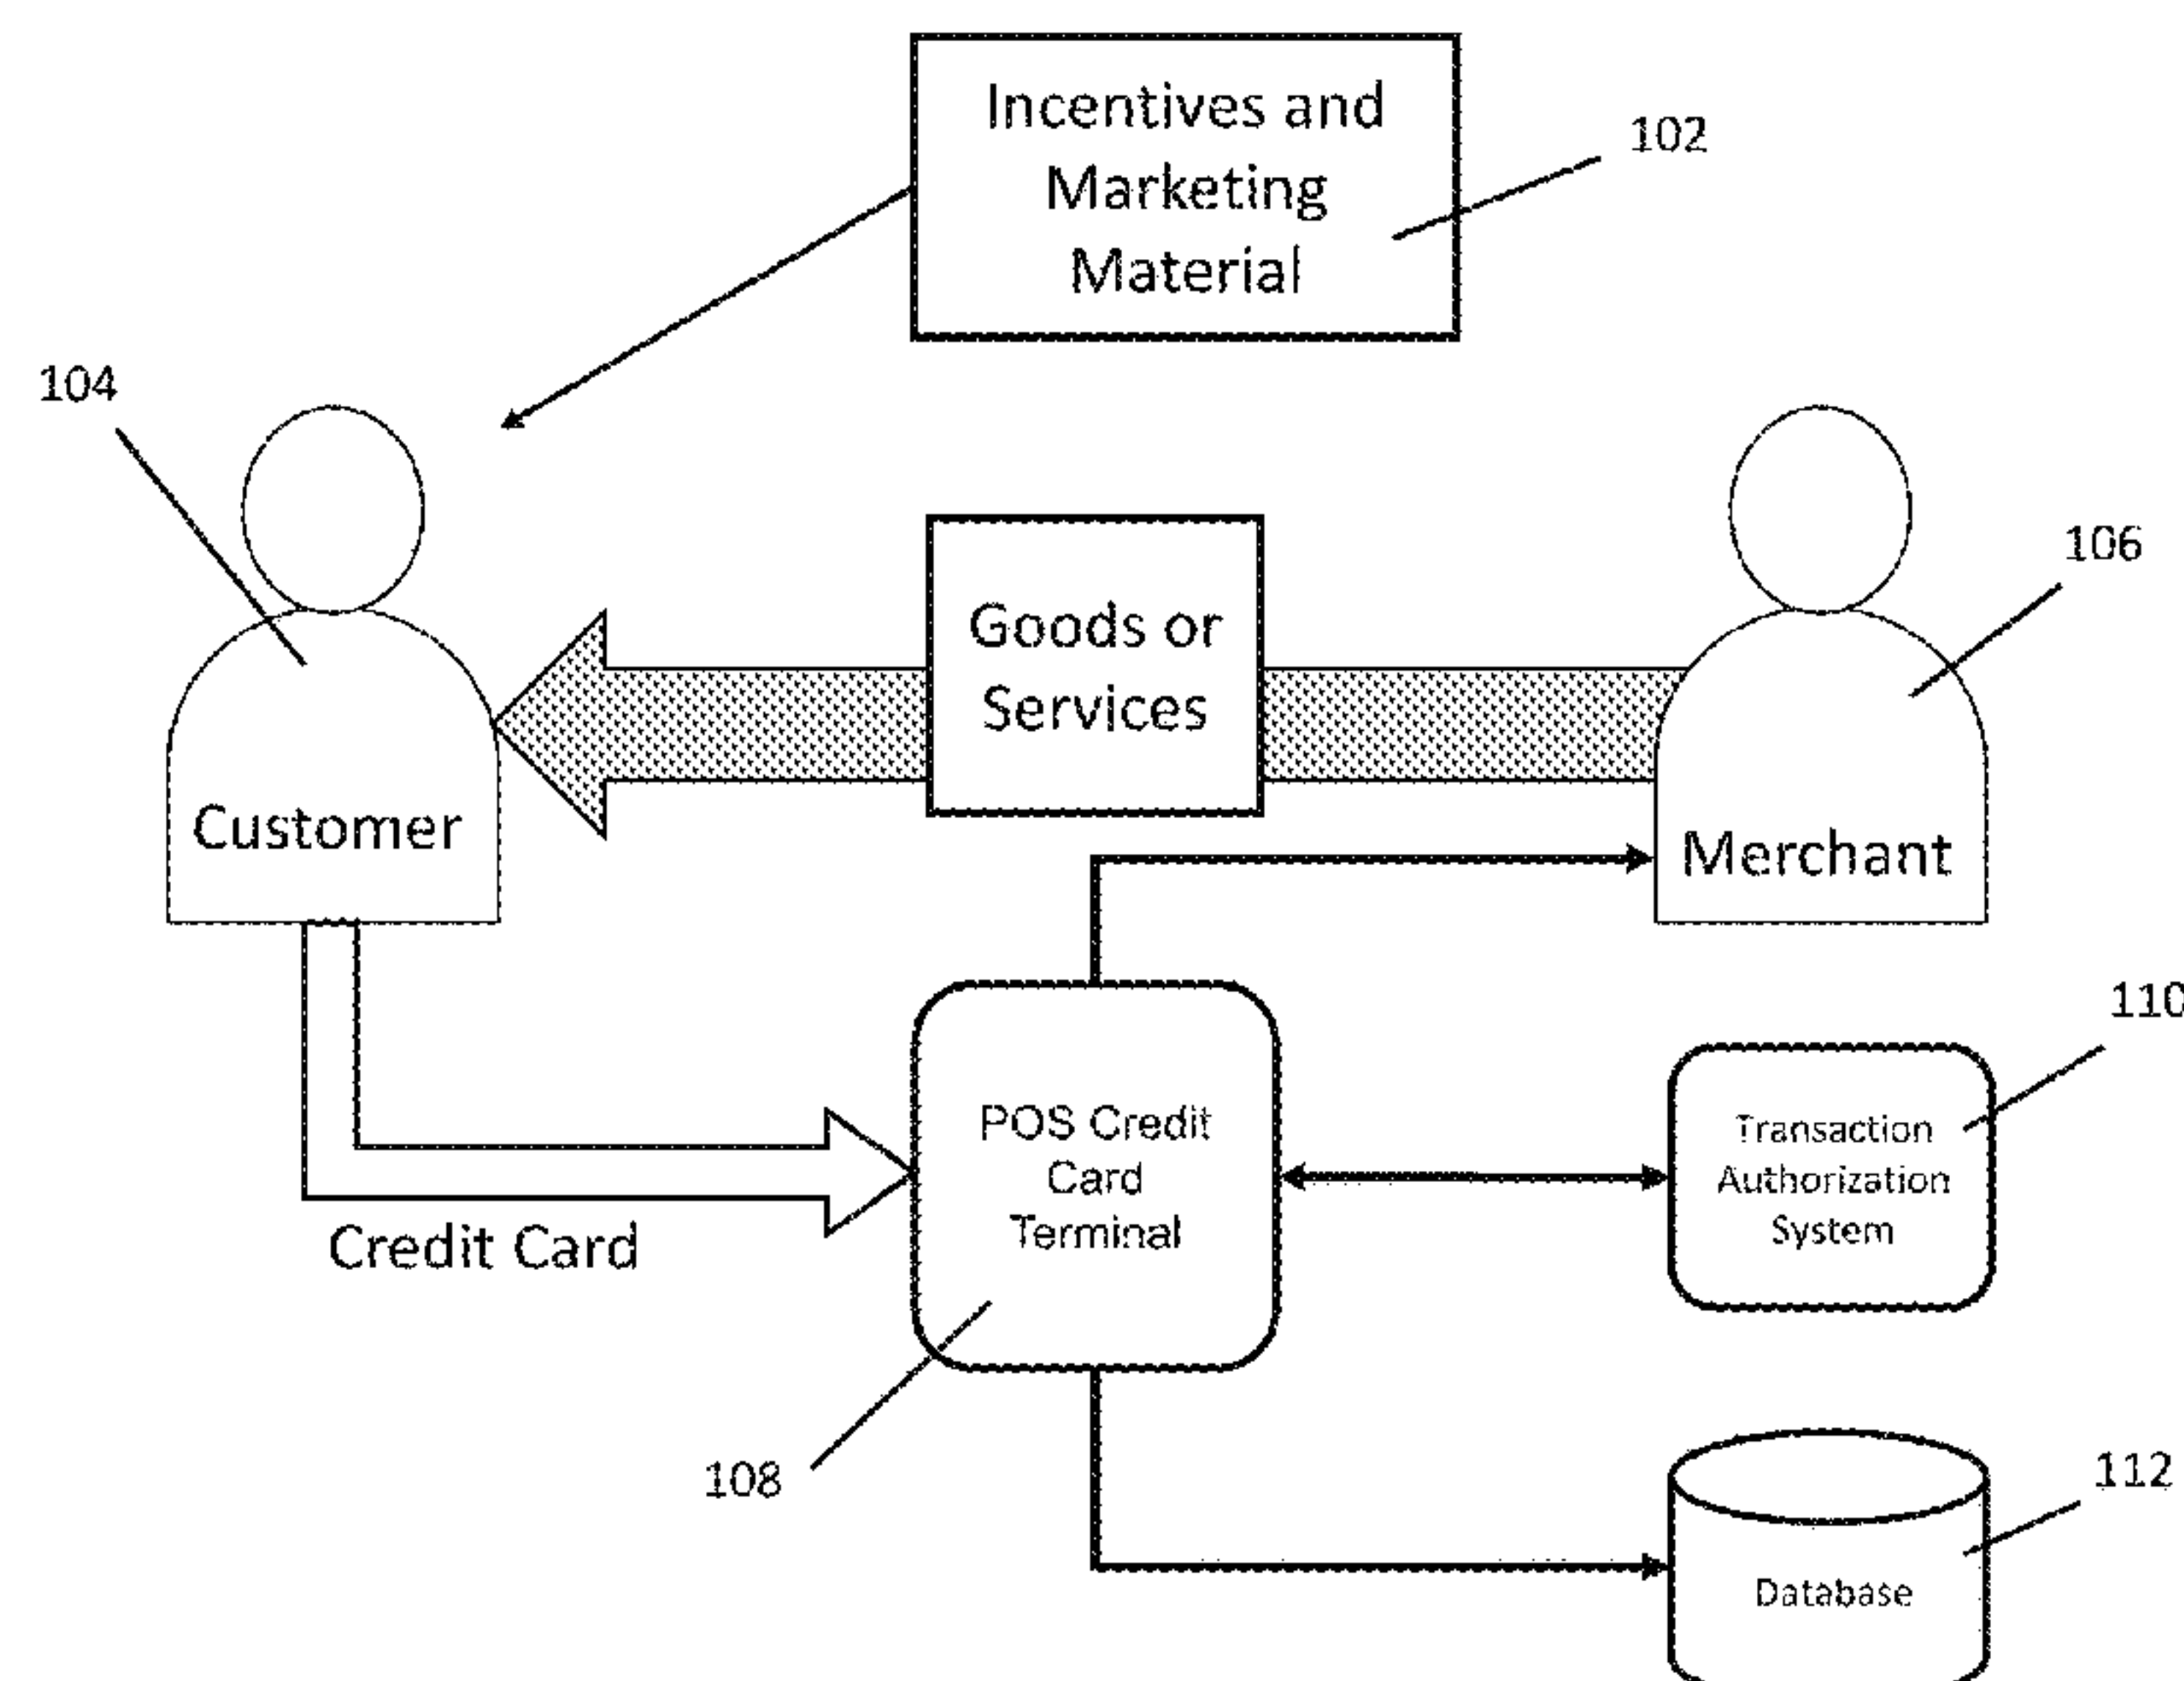 Incentives and
Marketing
Material
102
104
106
Goods or
Services
Customer
Merchant
110
POS Credit
Card
Terminal
Transaction
Authorization
System
Credit Card
108
112
Database